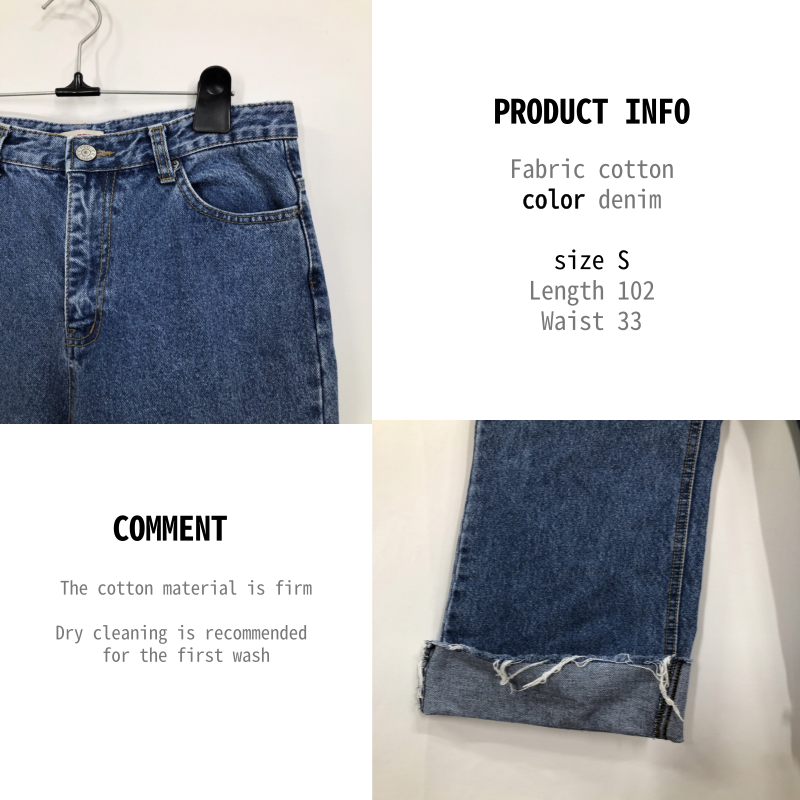 PRODUCT INFO
Fabric cotton
color denim
size S
Length 102
Waist 33
COMMENT
The cotton material is firm
Dry cleaning is recommended
for the first wash